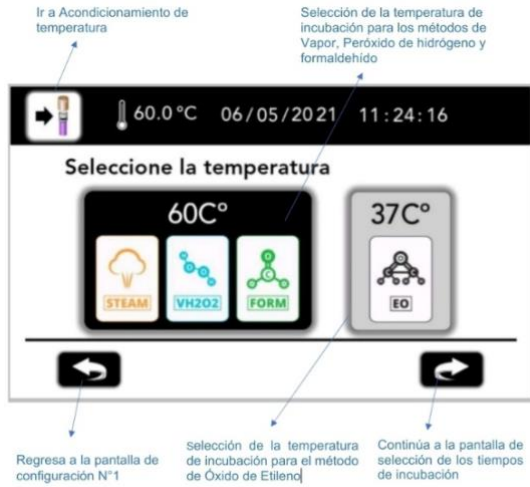 Ir a Acondicionamiento de
temperatura
Selección de la temperatura de
incubación para los métodos de
Vapor, Peróxido de hidrógeno y
formaldehído
60.0 °C 06/05/2021 11:24:16
Seleccione la temperatura
60C°
STEAM
VH2O2
FORM
37C°
EO
Regresa a la pantalla de
configuración N°1
selección de la temperatura
de incubación para el método
de Óxido de Etileno
Continúa a la pantalla de
selección de los tiempos
de incubación